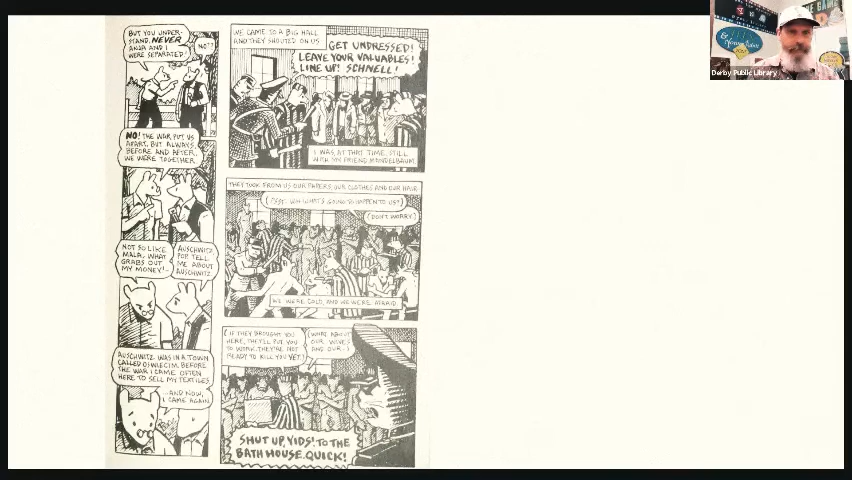 BUT YOU UNDER-
STAND, NEVER
ANJA AND I
WERE SEPARATED!
NO!? 
NO! THE WAR PUT US
APART, BUT ALWAYS,
BEFORE AND AFTER,
WE WERE TOGETHER.
NOT SO LIKE
MALA, WHAT
GRABS OUT
MY MONEY!
AUSCHWITZ,
POP. TELL
ME ABOUT
AUSCHWITZ.
AUSCHWITZ WAS IN A TOWN
CALLED OSWIECIM. BEFORE
THE WAR I CAME OFTEN
HERE TO SELL MY TEXTILES.
...AND NOW,
I CAME AGAIN.
WE CAME TO A BIG HALL
AND THEY SHOUTED ON US.
GET UNDRESSED!
LEAVE YOUR VALUABLES!
LINE UP! SCHNELL!
I WAS, AT THAT TIME, STILL
WITH MY FRIEND, MANDELBAUM.
THEY TOOK FROM US OUR PAPERS, OUR CLOTHES AND OUR HAIR.
GOING TO HAPPEN TO US?
DON'T WORRY
WE WERE COLD, AND WE WERE AFRAID.
IF THEY BROUGHT YOU
HERE, THEY'LL PUT YOU
TO WORK. THEY'RE NOT
READY TO KILL YOU YET.
WHAT ABOUT
OUR WIVES
AND OUR--
SHUT UP, YIDS! TO THE
BATH HOUSE. QUICK!
Derby Public Library